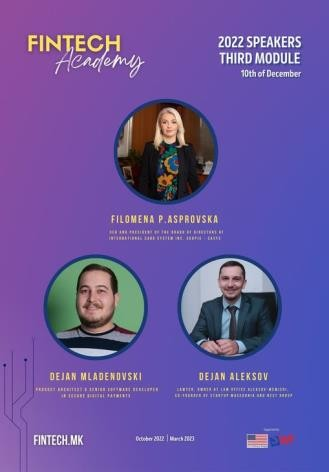 FINTECH
Academy
2022 SPEAKERS
THIRD MODULE
10th of December
FILOMENA P.ASPROVSKA
CEO AND PRESIDENT OF THE BOARD OF DIRECTORS AT
INTERNATIONAL CARD SYSTEM INC. SKOPJE - CASYS
DEJAN MLADENOVSKI
PRODUCT ARCHITECT & SENIOR SOFTWARE DEVELOPER
IN SECURE DIGITAL PAYMENTS
DEJAN ALEKSOV
LAWYER, OWNER AT LAW OFFICE ALEKSOV-NEMIGRI,
CO-FOUNDER OF STARTUP MACEDONIA AND NEST GROUP
FINTECH.MK
October 2022 | March 2023
Supported by